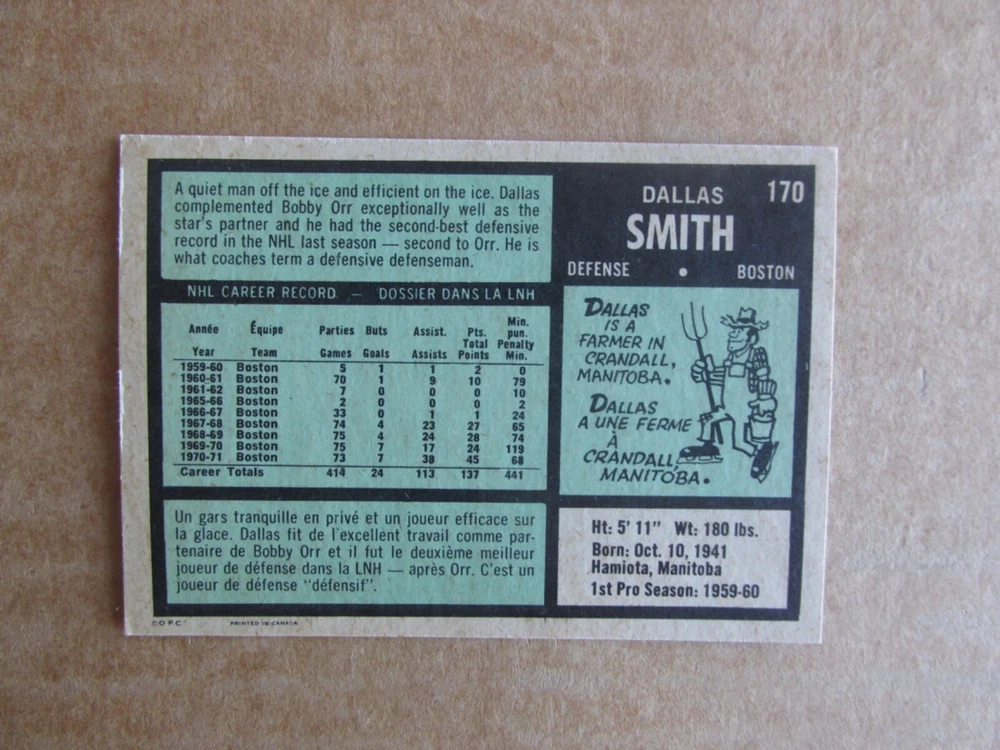 A quiet man off the ice and efficient on the ice. Dallas
complemented Bobby Orr exceptionally well as the
star's partner and he had the second-best defensive
record in the NHL last season — second to Orr. He is
what coaches term a defensive defenseman.
DALLAS 170
SMITH
DEFENSE • BOSTON
NHL CAREER RECORD — DOSSIER DANS LA LNH
Année Équipe Parties Buts Assist. Pts. Total Min. pun. Penalty
Year Team Games Goals Assists Points Min.
1959-60 Boston 5 1 1 2 0
1960-61 Boston 70 1 9 10 79
1961-62 Boston 7 0 0 0 10
1965-66 Boston 2 0 0 0 2
1966-67 Boston 33 0 1 1 24
1967-68 Boston 74 4 23 27 65
1968-69 Boston 75 4 24 28 74
1969-70 Boston 75 7 17 24 119
1970-71 Boston 73 7 38 45 68
Career Totals 414 24 113 137 441
DALLAS
IS A
FARMER IN
CRANDALL,
MANITOBA.
DALLAS
A UNE FERME
À
CRANDALL,
MANITOBA.
Un gars tranquille en privé et un joueur efficace sur
la glace. Dallas fit de l'excellent travail comme par-
tenaire de Bobby Orr et il fut le deuxième meilleur
joueur de défense dans la LNH — après Orr. C'est un
joueur de défense "défensif".
Ht: 5' 11" Wt: 180 lbs.
Born: Oct. 10, 1941
Hamiota, Manitoba
1st Pro Season: 1959-60
O.P.C. PRINTED IN CANADA